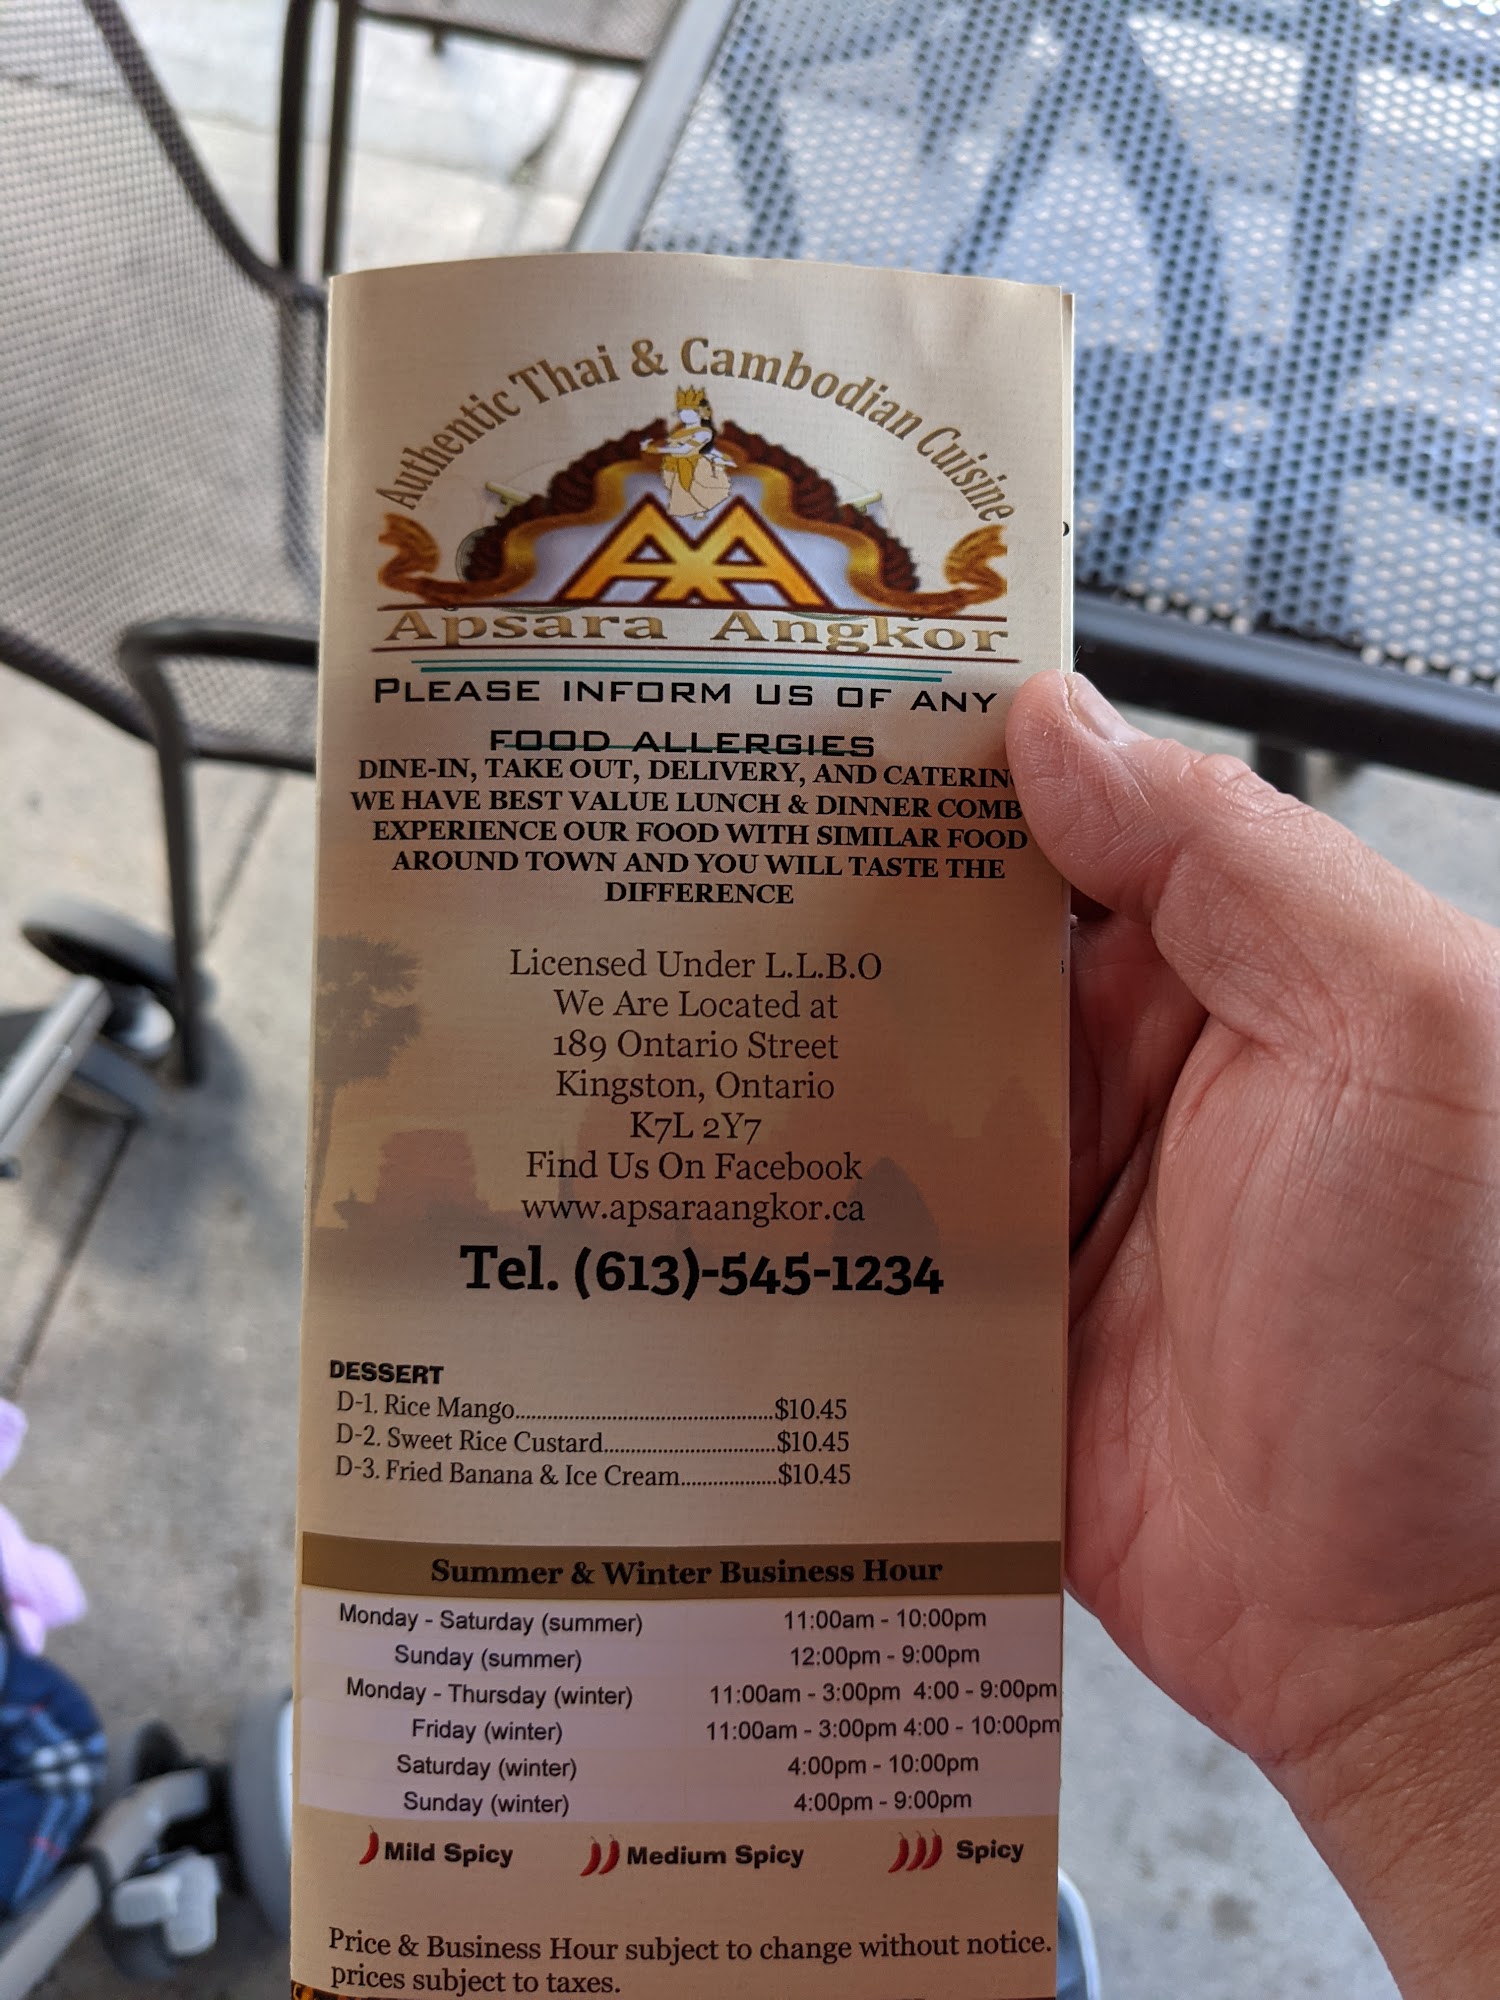 Authentic Thai & Cambodian Cuisine
AA
Apsara Angkor
PLEASE INFORM US OF ANY
FOOD ALLERGIES
DINE-IN, TAKE OUT, DELIVERY, AND CATERIN
WE HAVE BEST VALUE LUNCH & DINNER COMB
EXPERIENCE OUR FOOD WITH SIMILAR FOOD
AROUND TOWN AND YOU WILL TASTE THE
DIFFERENCE
Licensed Under L.L.B.O
We Are Located at
189 Ontario Street
Kingston, Ontario
K7L 2Y7
Find Us On Facebook
www.apsaraangkor.ca
Tel. (613)-545-1234
DESSERT
D-1. Rice Mango.............................................$10.45
D-2. Sweet Rice Custard..............................$10.45
D-3. Fried Banana & Ice Cream.................$10.45
Summer & Winter Business Hour
Monday - Saturday (summer) 11:00am - 10:00pm
Sunday (summer) 12:00pm - 9:00pm
Monday - Thursday (winter) 11:00am - 3:00pm 4:00 - 9:00pm
Friday (winter) 11:00am - 3:00pm 4:00 - 10:00pm
Saturday (winter) 4:00pm - 10:00pm
Sunday (winter) 4:00pm - 9:00pm
Mild Spicy Medium Spicy Spicy
Price & Business Hour subject to change without notice.
prices subject to taxes.